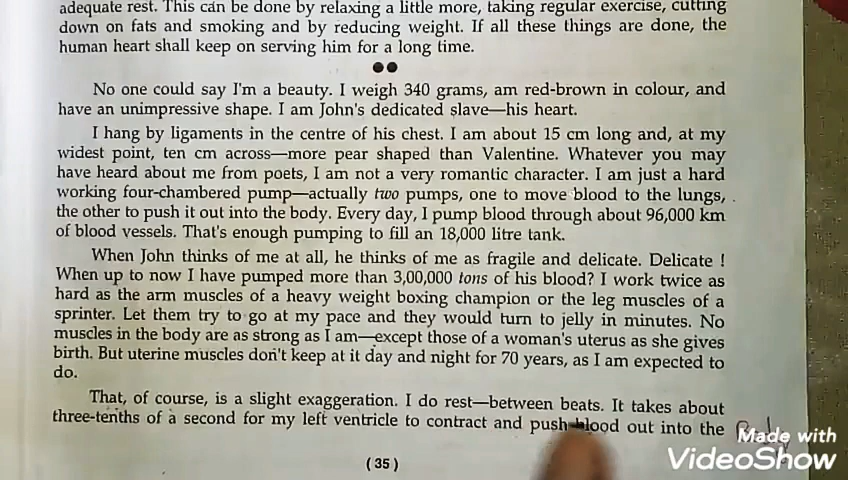 adequate rest. This can be done by relaxing a little more, taking regular exercise, cutting
down on fats and smoking and by reducing weight. If all these things are done, the
human heart shall keep on serving him for a long time.
No one could say I'm a beauty. I weigh 340 grams, am red-brown in colour, and
have an unimpressive shape. I am John's dedicated slave—his heart.
I hang by ligaments in the centre of his chest. I am about 15 cm long and, at my
widest point, ten cm across—more pear shaped than Valentine. Whatever you may
have heard about me from poets, I am not a very romantic character. I am just a hard
working four-chambered pump—actually two pumps, one to move blood to the lungs,
the other to push it out into the body. Every day, I pump blood through about 96,000 km
of blood vessels. That's enough pumping to fill an 18,000 litre tank.
When John thinks of me at all, he thinks of me as fragile and delicate. Delicate !
When up to now I have pumped more than 3,00,000 tons of his blood? I work twice as
hard as the arm muscles of a heavy weight boxing champion or the leg muscles of a
sprinter. Let them try to go at my pace and they would turn to jelly in minutes. No
muscles in the body are as strong as I am—except those of a woman's uterus as she gives
birth. But uterine muscles don't keep at it day and night for 70 years, as I am expected to
do.
That, of course, is a slight exaggeration. I do rest—between beats. It takes about
three-tenths of a second for my left ventricle to contract and push blood out into the
(35)
Made with
VideoShow